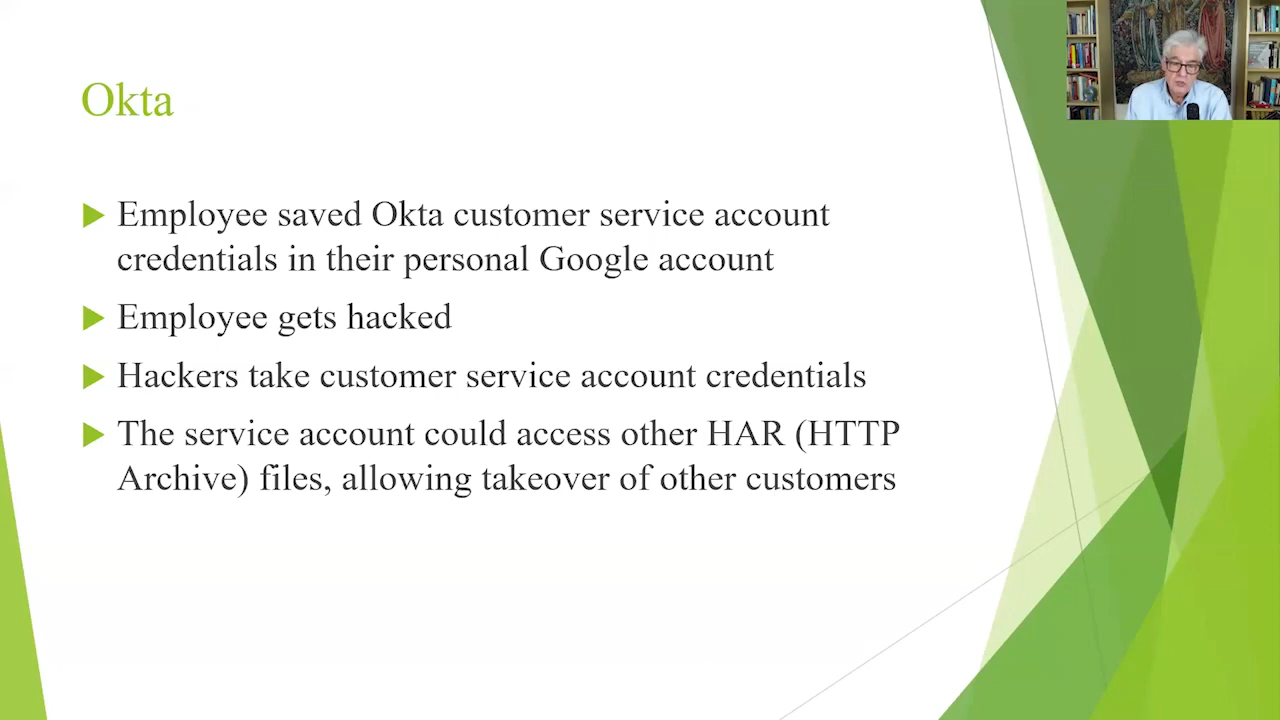 Okta
Employee saved Okta customer service account
credentials in their personal Google account
Employee gets hacked
Hackers take customer service account credentials
The service account could access other HAR (HTTP
Archive) files, allowing takeover of other customers